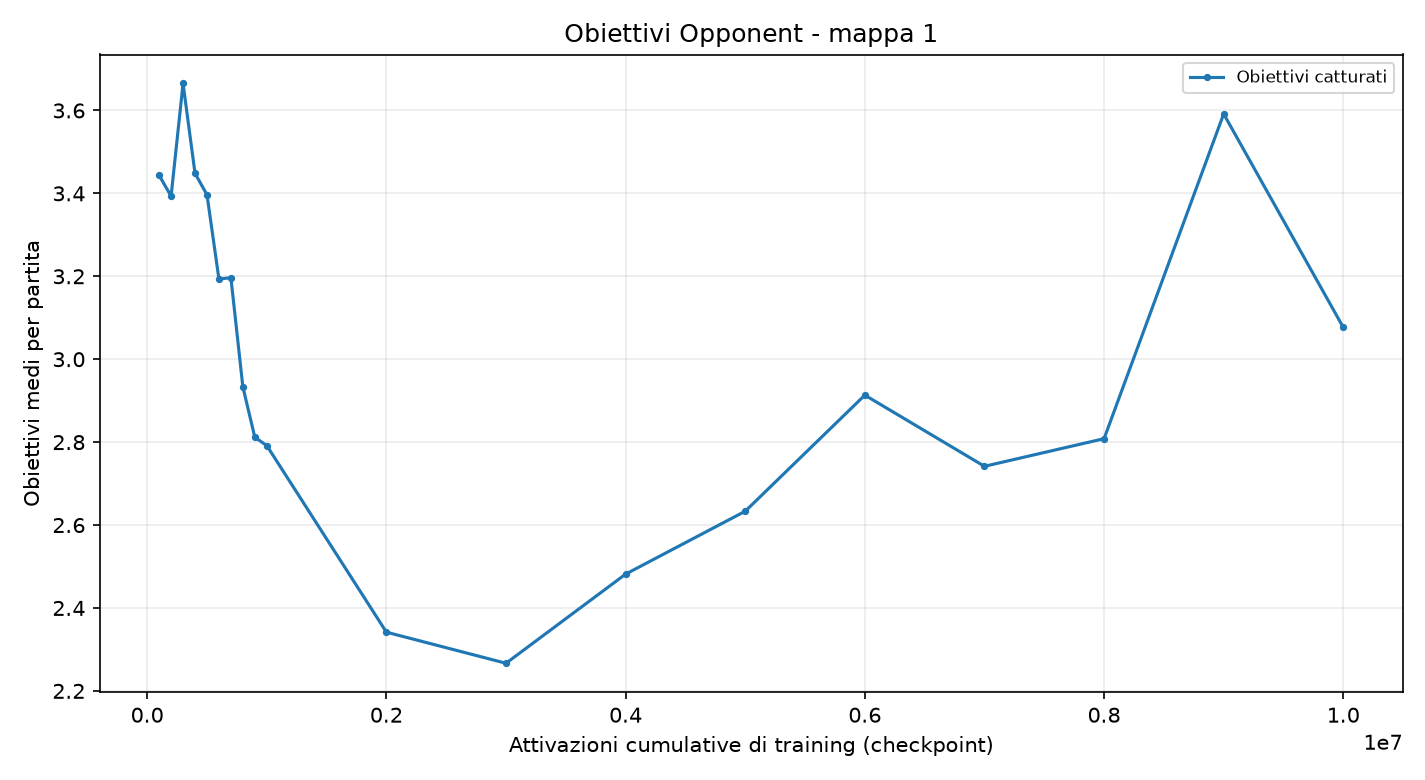 Obiettivi Opponent - mappa 1
Obiettivi catturati
Obiettivi medi per partita
3.6
3.4
3.2
3.0
2.8
2.6
2.4
2.2
0.0 0.2 0.4 0.6 0.8 1.0
1e7
Attivazioni cumulative di training (checkpoint)